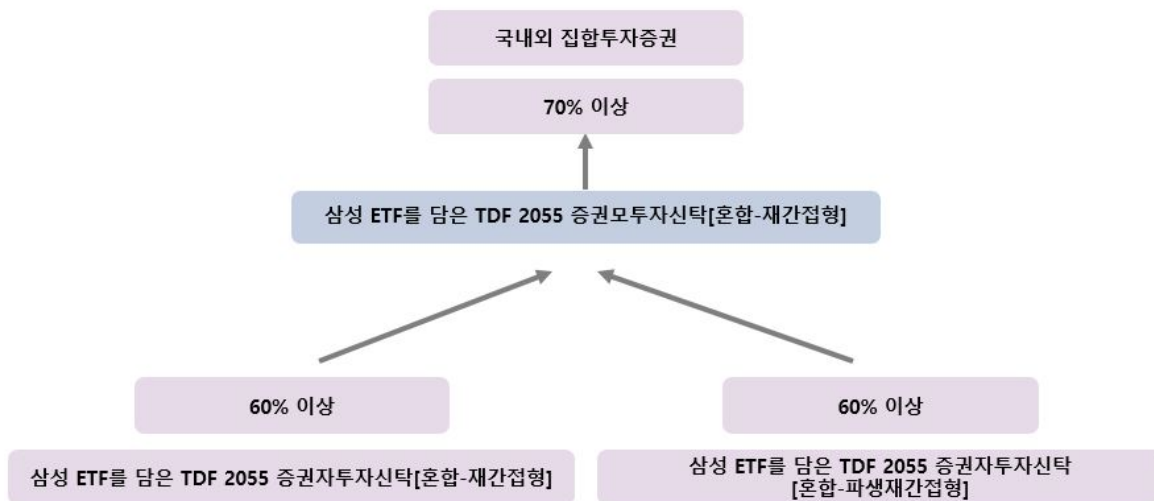 국내외 집합투자증권
70% 이상
삼성 ETF를 담은 TDF 2055 증권모투자신탁[혼합-재간접형]
60% 이상
60% 이상
삼성 ETF를 담은 TDF 2055 증권자투자신탁[혼합-재간접형]
삼성 ETF를 담은 TDF 2055 증권자투자신탁
[혼합-파생재간접형]